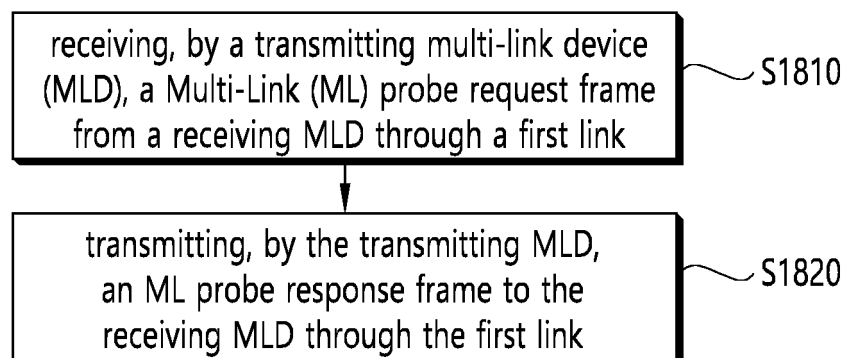 receiving, by a transmitting multi-link device
(MLD), a Multi-Link (ML) probe request frame
from a receiving MLD through a first link
S1810
transmitting, by the transmitting MLD,
an ML probe response frame to the
receiving MLD through the first link
S1820